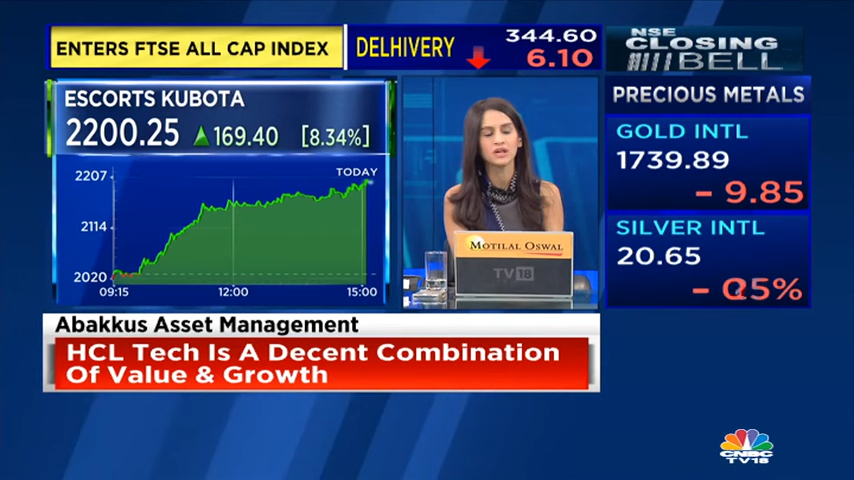 ENTERS FTSE ALL CAP INDEX
DELHIVERY
344.60
6.10
NSE
CLOSING
BELL
ESCORTS KUBOTA
2200.25 169.40 [8.34%]
TODAY
2207
2114
2020
09:15 12:00 15:00
MOTILAL OSWAL
TV18
PRECIOUS METALS
GOLD INTL
1739.89
- 9.85
SILVER INTL
20.65
Abakkus Asset Management
HCL Tech Is A Decent Combination
Of Value & Growth
CNBC
TV18